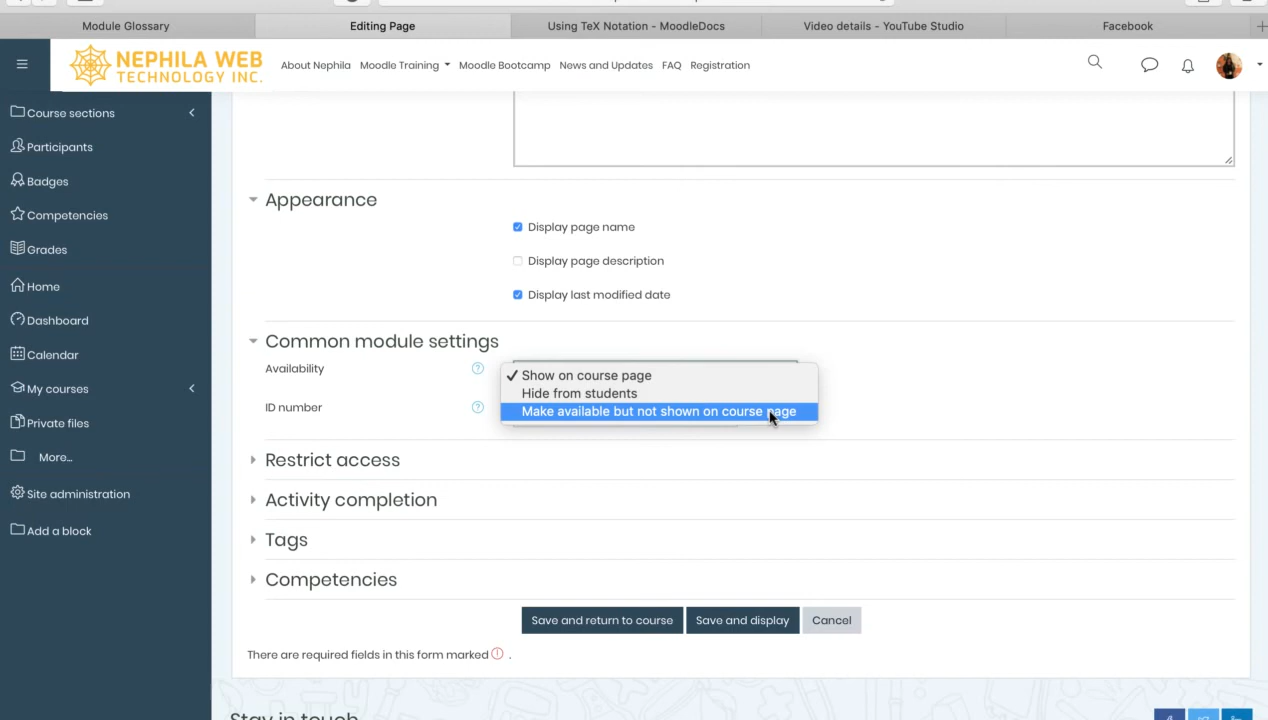 Module Glossary
Editing Page
Using TeX Notation - MoodleDocs
Video details - YouTube Studio
Facebook
NEPHILA WEB
TECHNOLOGY INC.
About Nephila
Moodle Training
Moodle Bootcamp
News and Updates
FAQ
Registration
Course sections
Participants
Badges
Competencies
Grades
Home
Dashboard
Calendar
My courses
Private files
More...
Site administration
Add a block
Appearance
Display page name
Display page description
Display last modified date
Common module settings
Availability
Show on course page
Hide from students
Make available but not shown on course page
ID number
Restrict access
Activity completion
Tags
Competencies
Save and return to course
Save and display
Cancel
There are required fields in this form marked .
Stay in touch